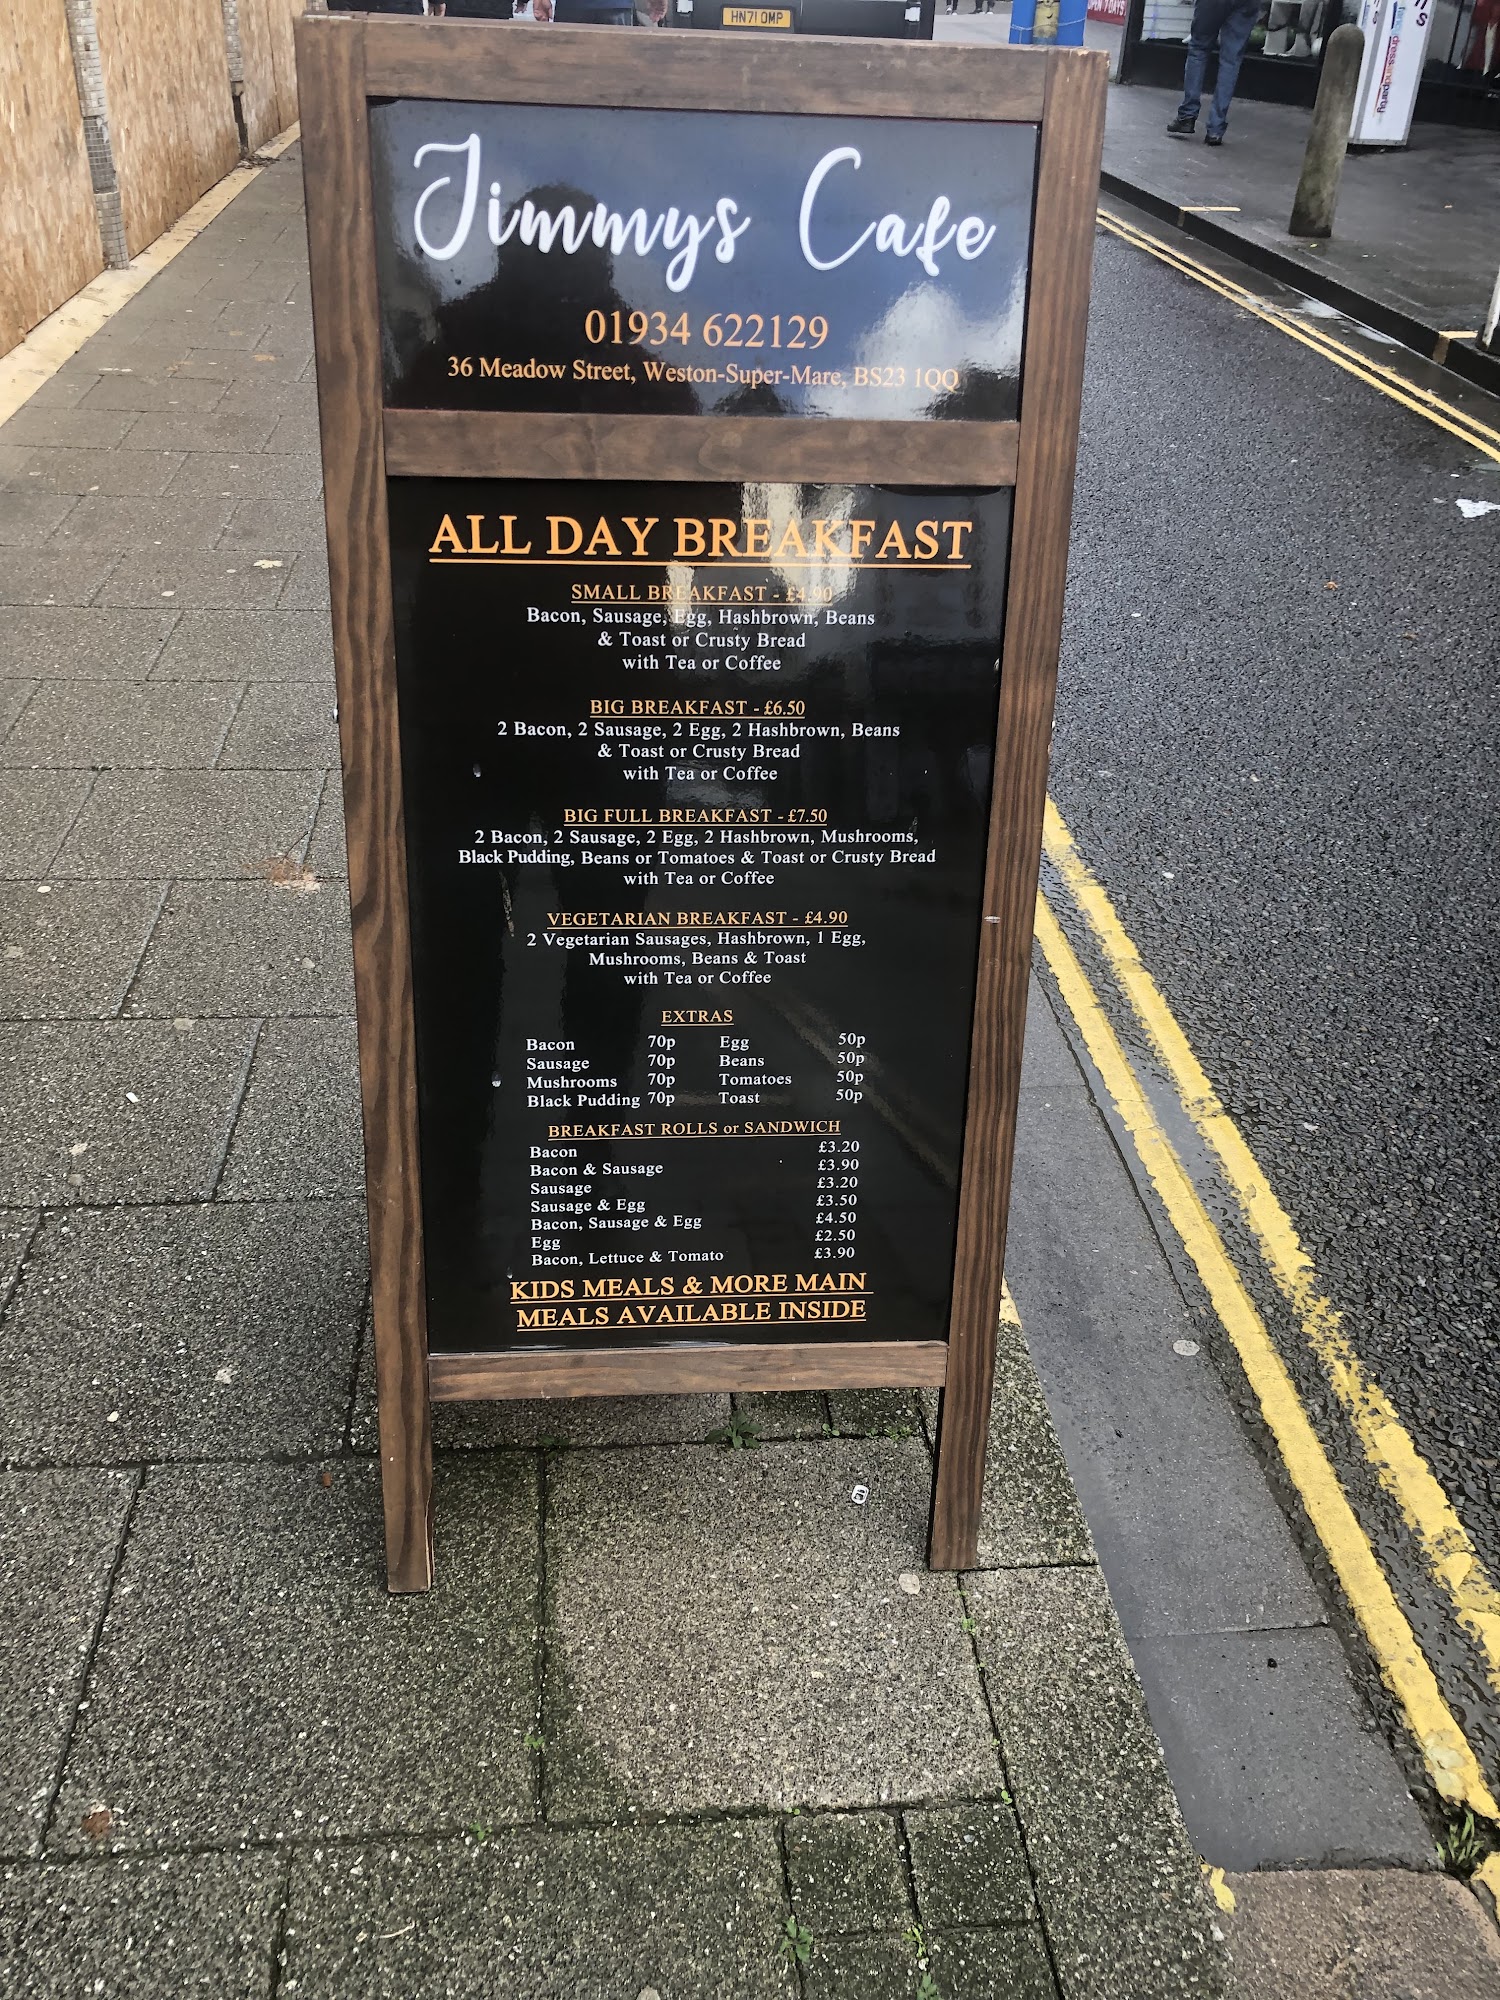 HN71 OMP
OPEN 7 DAYS
dressandparty
Jimmys Cafe
01934 622129
36 Meadow Street, Weston-Super-Mare, BS23 1QQ
ALL DAY BREAKFAST
SMALL BREAKFAST - £4.90
Bacon, Sausage, Egg, Hashbrown, Beans
& Toast or Crusty Bread
with Tea or Coffee
BIG BREAKFAST - £6.50
2 Bacon, 2 Sausage, 2 Egg, 2 Hashbrown, Beans
& Toast or Crusty Bread
with Tea or Coffee
BIG FULL BREAKFAST - £7.50
2 Bacon, 2 Sausage, 2 Egg, 2 Hashbrown, Mushrooms,
Black Pudding, Beans or Tomatoes & Toast or Crusty Bread
with Tea or Coffee
VEGETARIAN BREAKFAST - £4.90
2 Vegetarian Sausages, Hashbrown, 1 Egg,
Mushrooms, Beans & Toast
with Tea or Coffee
EXTRAS
Bacon 70p Egg 50p
Sausage 70p Beans 50p
Mushrooms 70p Tomatoes 50p
Black Pudding 70p Toast 50p
BREAKFAST ROLLS or SANDWICH
Bacon £3.20
Bacon & Sausage £3.90
Sausage £3.20
Sausage & Egg £3.50
Bacon, Sausage & Egg £4.50
Egg £2.50
Bacon, Lettuce & Tomato £3.90
KIDS MEALS & MORE MAIN
MEALS AVAILABLE INSIDE